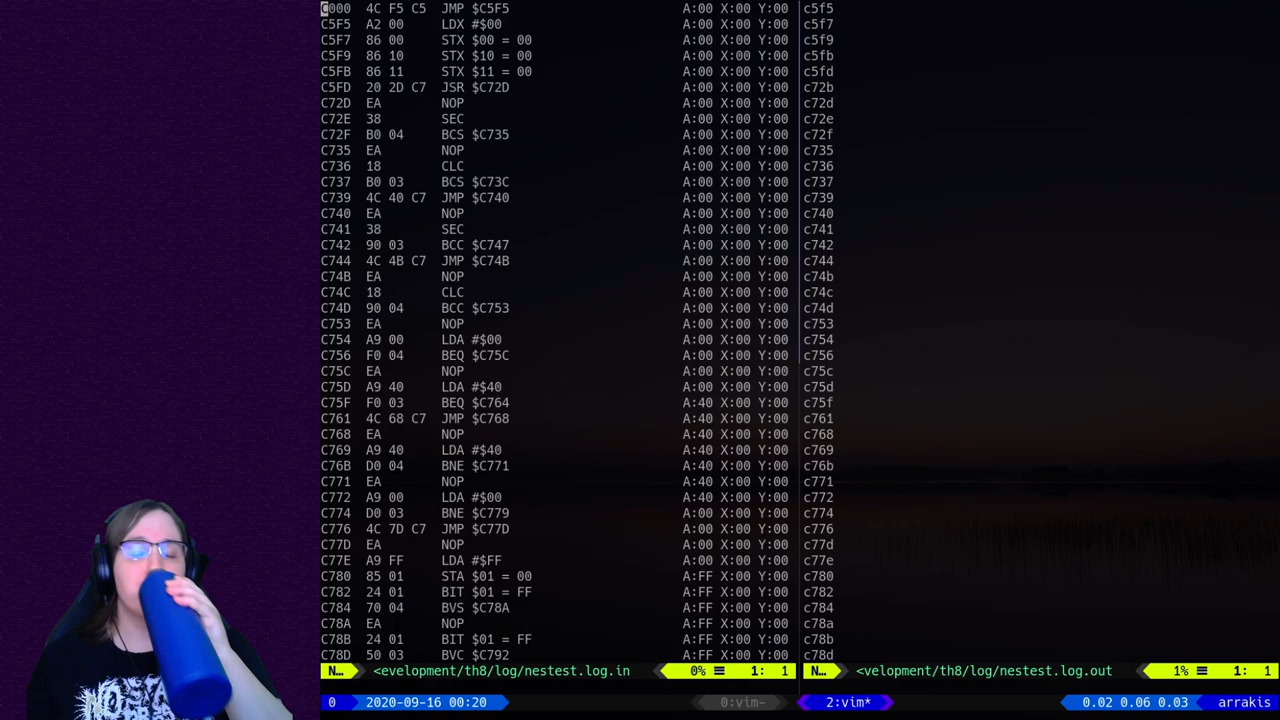 C000  4C F5 C5  JMP $C5F5  A:00 X:00 Y:00  c5f5
C5F5  A2 00  LDX #$00  A:00 X:00 Y:00  c5f7
C5F7  86 00  STX $00 = 00  A:00 X:00 Y:00  c5f9
C5F9  86 10  STX $10 = 00  A:00 X:00 Y:00  c5fb
C5FB  86 11  STX $11 = 00  A:00 X:00 Y:00  c5fd
C5FD  20 2D C7  JSR $C72D  A:00 X:00 Y:00  c72b
C72D  EA  NOP  A:00 X:00 Y:00  c72d
C72E  38  SEC  A:00 X:00 Y:00  c72e
C72F  B0 04  BCS $C735  A:00 X:00 Y:00  c72f
C735  EA  NOP  A:00 X:00 Y:00  c735
C736  18  CLC  A:00 X:00 Y:00  c736
C737  B0 03  BCS $C73C  A:00 X:00 Y:00  c737
C739  4C 40 C7  JMP $C740  A:00 X:00 Y:00  c739
C740  EA  NOP  A:00 X:00 Y:00  c740
C741  38  SEC  A:00 X:00 Y:00  c741
C742  90 03  BCC $C747  A:00 X:00 Y:00  c742
C744  4C 4B C7  JMP $C74B  A:00 X:00 Y:00  c744
C74B  EA  NOP  A:00 X:00 Y:00  c74b
C74C  18  CLC  A:00 X:00 Y:00  c74c
C74D  90 04  BCC $C753  A:00 X:00 Y:00  c74d
C753  EA  NOP  A:00 X:00 Y:00  c753
C754  A9 00  LDA #$00  A:00 X:00 Y:00  c754
C756  F0 04  BEQ $C75C  A:00 X:00 Y:00  c756
C75C  EA  NOP  A:00 X:00 Y:00  c75c
C75D  A9 40  LDA #$40  A:00 X:00 Y:00  c75d
C75F  F0 03  BEQ $C764  A:40 X:00 Y:00  c75f
C761  4C 68 C7  JMP $C768  A:40 X:00 Y:00  c761
C768  EA  NOP  A:40 X:00 Y:00  c768
C769  A9 40  LDA #$40  A:40 X:00 Y:00  c769
C76B  D0 04  BNE $C771  A:40 X:00 Y:00  c76b
C771  EA  NOP  A:40 X:00 Y:00  c771
C772  A9 00  LDA #$00  A:40 X:00 Y:00  c772
C774  D0 03  BNE $C779  A:00 X:00 Y:00  c774
C776  4C 7D C7  JMP $C77D  A:00 X:00 Y:00  c776
C77D  EA  NOP  A:00 X:00 Y:00  c77d
C77E  A9 FF  LDA #$FF  A:00 X:00 Y:00  c77e
C780  85 01  STA $01 = 00  A:FF X:00 Y:00  c780
C782  24 01  BIT $01 = FF  A:FF X:00 Y:00  c782
C784  70 04  BVS $C78A  A:FF X:00 Y:00  c784
C78A  EA  NOP  A:FF X:00 Y:00  c78a
C78B  24 01  BIT $01 = FF  A:FF X:00 Y:00  c78b
C78D  50 03  BVC $C792  A:FF X:00 Y:00  c78d
N…  <evelopment/th8/log/nestest.log.in  0% ☰  1:  1  N…  <velopment/th8/log/nestest.log.out  1% ☰  1:  1
0  2020-09-16 00:20  0:vim-  2:vim*  0.02 0.06 0.03  arrakis